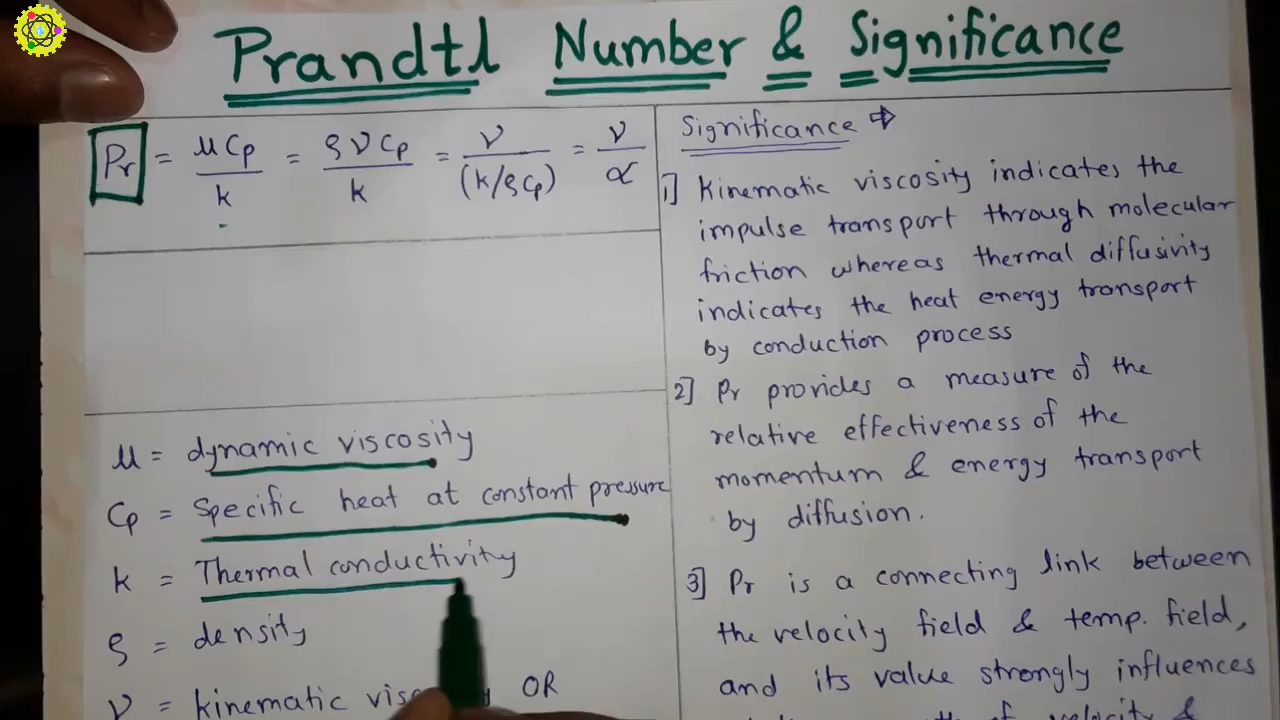 Prandtl Number & Significance
Pr = μCp/k = ρνCp/k = ν/(k/ρCp) = ν/α
μ = dynamic viscosity
Cp = Specific heat at constant pressure
k = Thermal conductivity
ρ = density
ν = kinematic OR
Significance ⇒
1] Kinematic viscosity indicates the
impulse transport through molecular
friction whereas thermal diffusivity
indicates the heat energy transport
by conduction process
2] Pr provides a measure of the
relative effectiveness of the
momentum & energy transport
by diffusion.
3] Pr is a connecting link between
the velocity field & temp. field,
and its value strongly influences
of velocity &